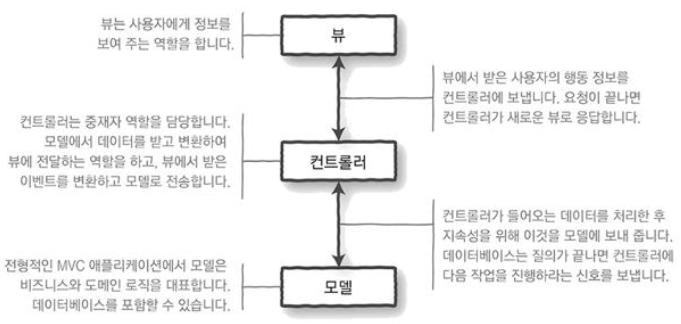 뷰는 사용자에게 정보를
보여 주는 역할을 합니다.
뷰
뷰에서 받은 사용자의 행동 정보를
컨트롤러에 보냅니다. 요청이 끝나면
컨트롤러가 새로운 뷰로 응답합니다.
컨트롤러는 중재자 역할을 담당합니다.
모델에서 데이터를 받고 변환하여
뷰에 전달하는 역할을 하고, 뷰에서 받은
이벤트를 변환하고 모델로 전송합니다.
컨트롤러
컨트롤러가 들어오는 데이터를 처리한 후
지속성을 위해 이것을 모델에 보내 줍니다.
데이터베이스는 질의가 끝나면 컨트롤러에
다음 작업을 진행하라는 신호를 보냅니다.
전형적인 MVC 애플리케이션에서 모델은
비즈니스와 도메인 로직을 대표합니다.
데이터베이스를 포함할 수 있습니다.
모델